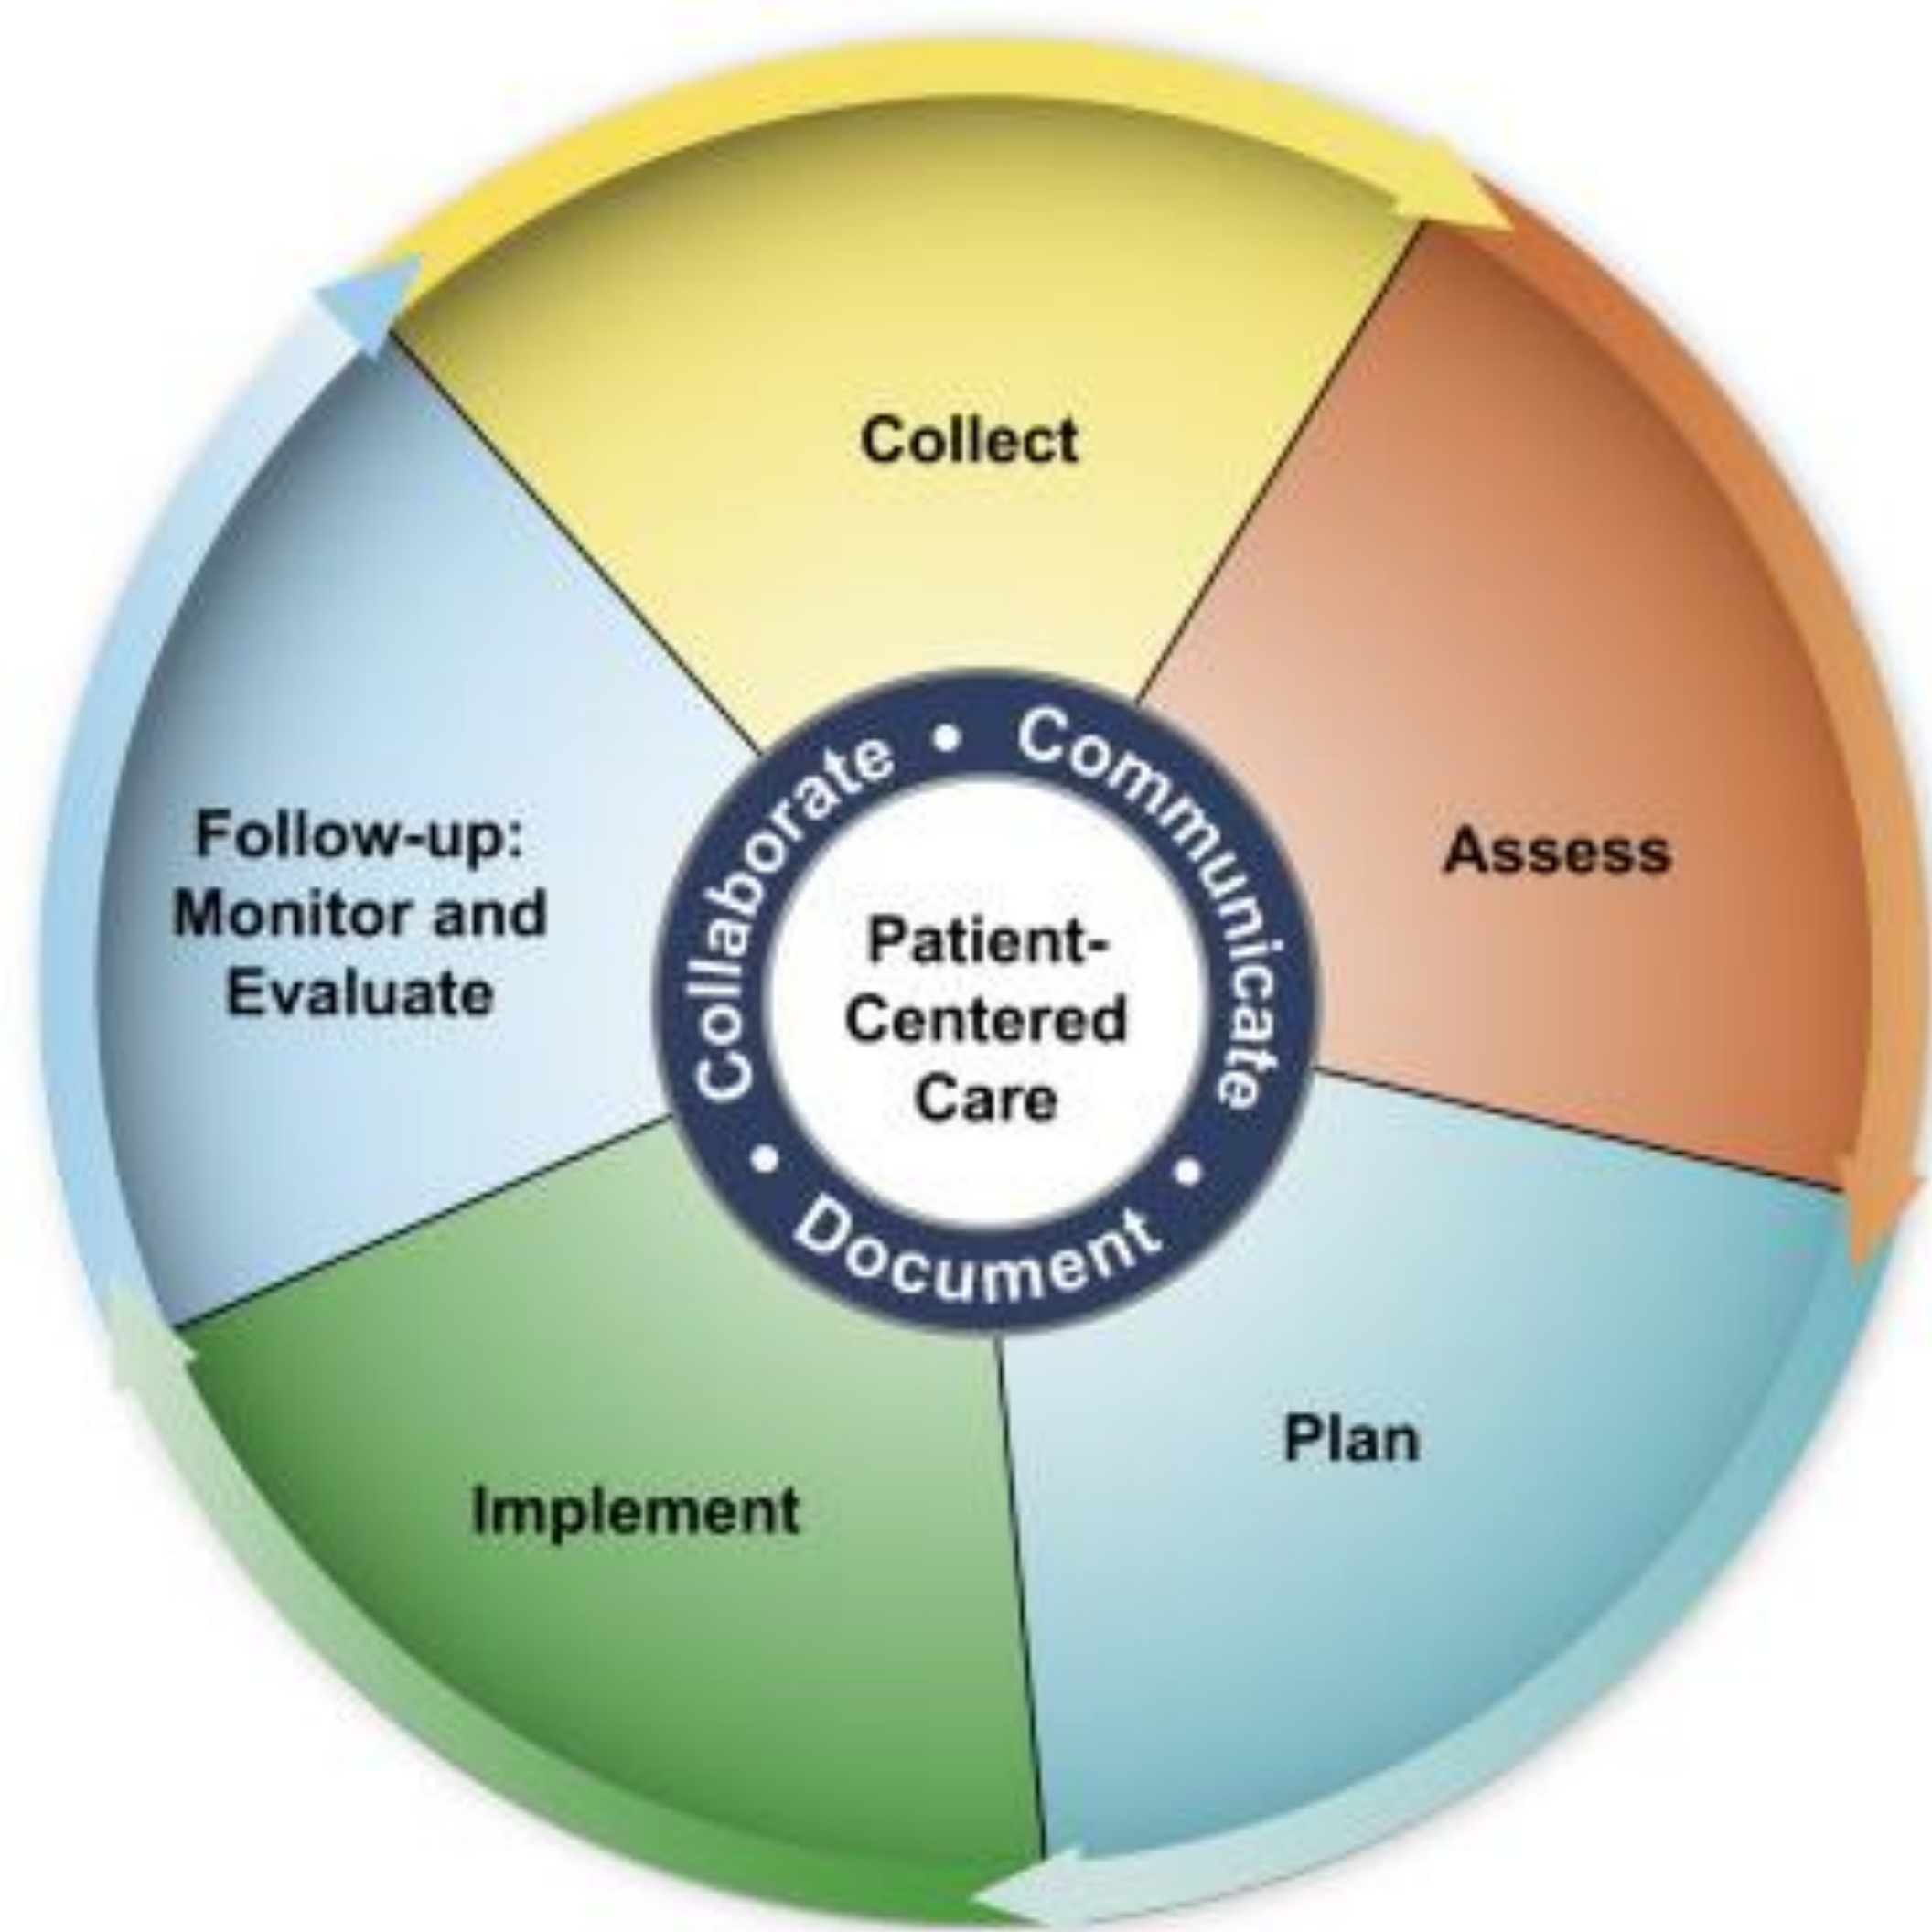 Collect
Assess
Plan
Implement
Follow-up:
Monitor and
Evaluate
Collaborate • Communicate • Document •
Patient-
Centered
Care